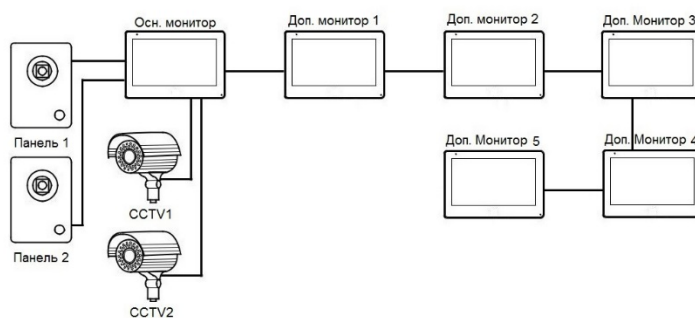 Осн. монитор
Доп. монитор 1
Доп. монитор 2
Доп. Монитор 3
Панель 1
Доп. Монитор 5
Доп. Монитор 4
CCTV1
Панель 2
CCTV2